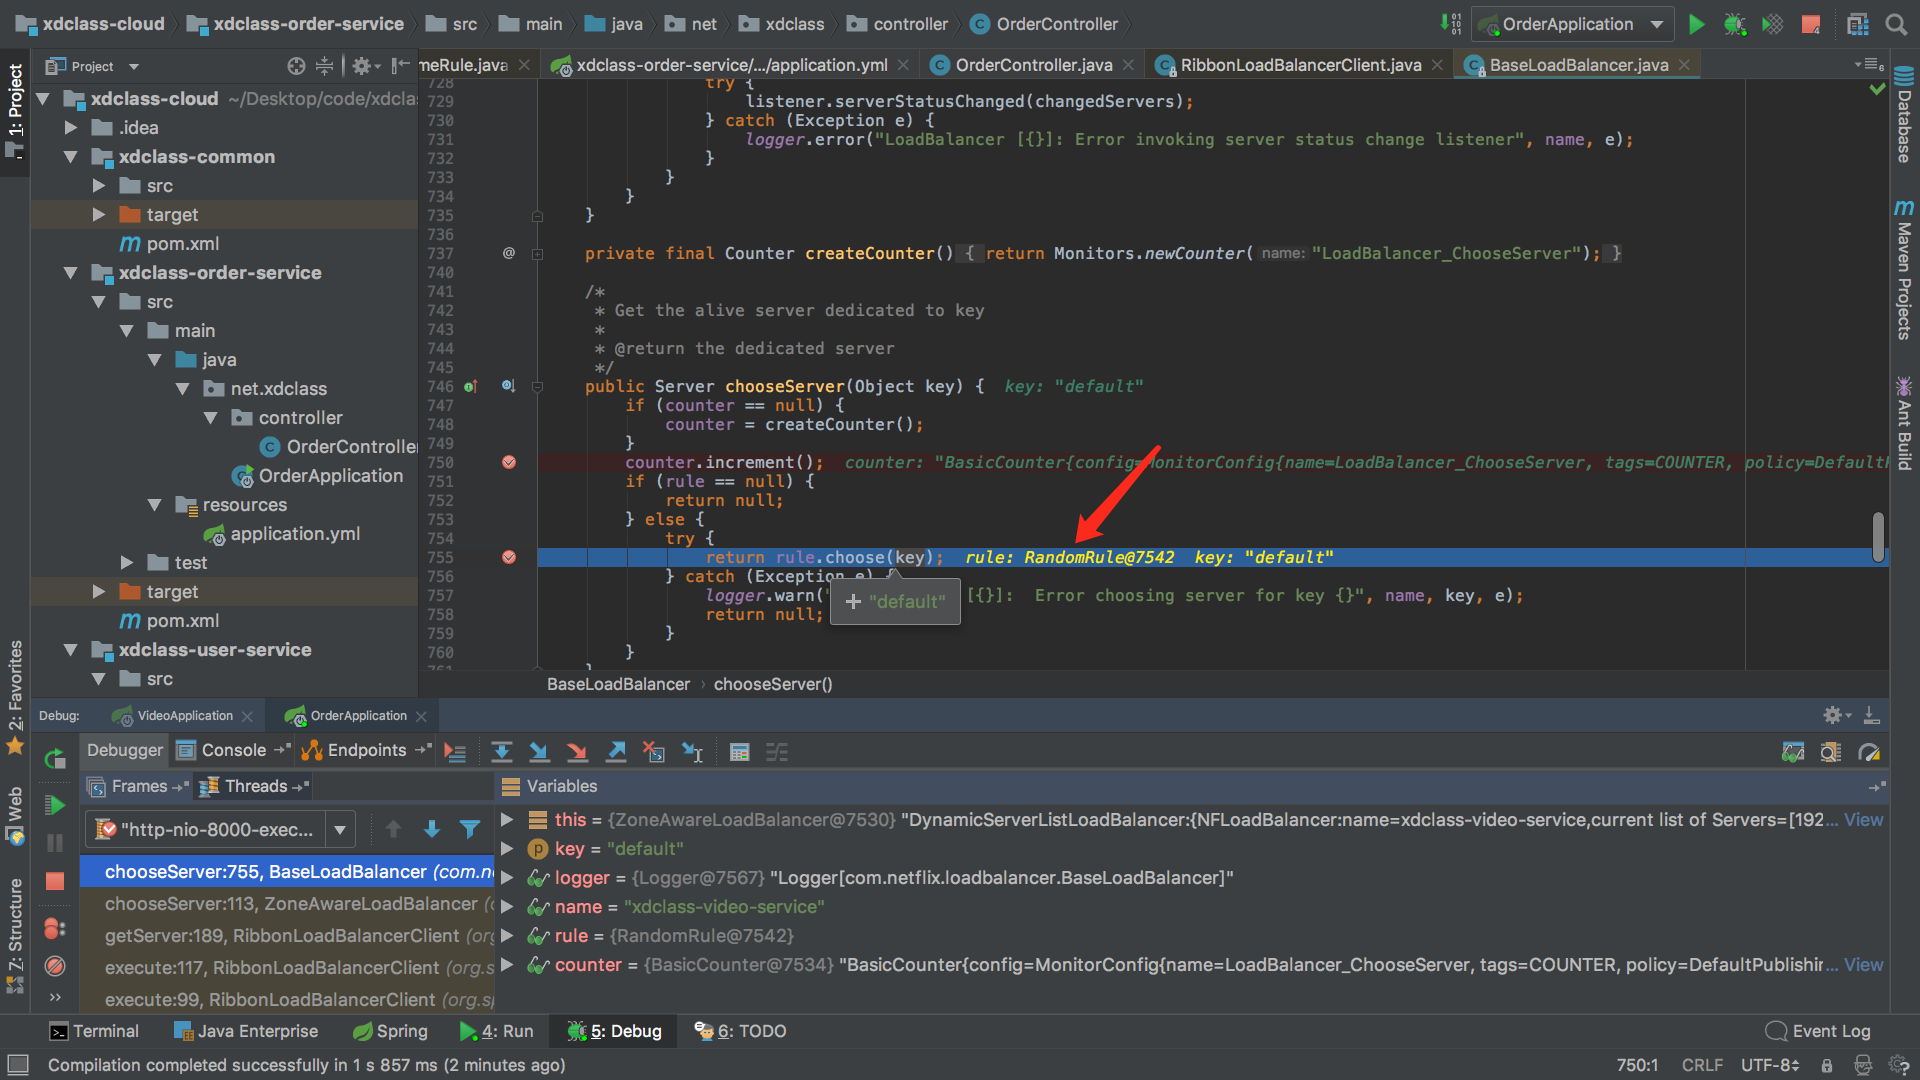 xdclass-cloud xdclass-order-service src main java net xdclass controller OrderController OrderApplication
1: Project
Project
meRule.java xdclass-order-service/.../application.yml OrderController.java RibbonLoadBalancerClient.java BaseLoadBalancer.java
xdclass-cloud ~/Desktop/code/xdcla
.idea
xdclass-common
src
target
pom.xml
xdclass-order-service
src
main
java
net.xdclass
controller
OrderController
OrderApplication
resources
application.yml
test
target
pom.xml
xdclass-user-service
src
728 try {
729 listener.serverStatusChanged(changedServers);
730 } catch (Exception e) {
731 logger.error("LoadBalancer [{}]: Error invoking server status change listener", name, e);
732 }
733 }
734 }
735 }
736
737 @ private final Counter createCounter() { return Monitors.newCounter( name: "LoadBalancer_ChooseServer"); }
740
741 /*
742 * Get the alive server dedicated to key
743 *
744 * @return the dedicated server
745 */
746 public Server chooseServer(Object key) { key: "default"
747 if (counter == null) {
748 counter = createCounter();
749 }
750 counter.increment(); counter: "BasicCounter{config=MonitorConfig{name=LoadBalancer_ChooseServer, tags=COUNTER, policy=DefaultP
751 if (rule == null) {
752 return null;
753 } else {
754 try {
755 return rule.choose(key); rule: RandomRule@7542 key: "default"
756 } catch (Exception e) {
757 logger.warn(" [{}]: Error choosing server for key {}", name, key, e);
+ "default"
758 return null;
759 }
760 }
761 }
BaseLoadBalancer chooseServer()
Database
Maven Projects
Ant Build
2: Favorites
Web
7: Structure
Debug: VideoApplication OrderApplication
Debugger Console Endpoints
Frames Threads Variables
"http-nio-8000-exec...
chooseServer:755, BaseLoadBalancer (com.ne
chooseServer:113, ZoneAwareLoadBalancer (c
getServer:189, RibbonLoadBalancerClient (org
execute:117, RibbonLoadBalancerClient (org.s
execute:99, RibbonLoadBalancerClient (org.sp
this = {ZoneAwareLoadBalancer@7530} "DynamicServerListLoadBalancer:{NFLoadBalancer:name=xdclass-video-service,current list of Servers=[192... View
key = "default"
logger = {Logger@7567} "Logger[com.netflix.loadbalancer.BaseLoadBalancer]"
name = "xdclass-video-service"
rule = {RandomRule@7542}
counter = {BasicCounter@7534} "BasicCounter{config=MonitorConfig{name=LoadBalancer_ChooseServer, tags=COUNTER, policy=DefaultPublishir... View
Terminal Java Enterprise Spring 4: Run 5: Debug 6: TODO Event Log
Compilation completed successfully in 1 s 857 ms (2 minutes ago) 750:1 CRLF UTF-8